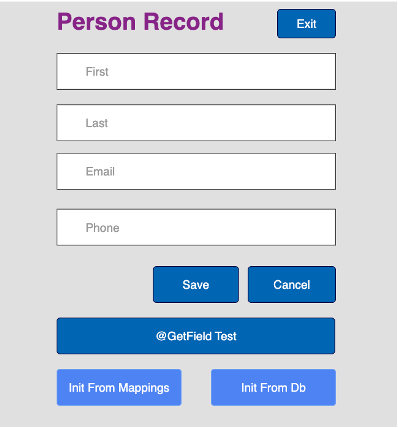 Person Record
Exit
First
Last
Email
Phone
Save
Cancel
@GetField Test
Init From Mappings
Init From Db